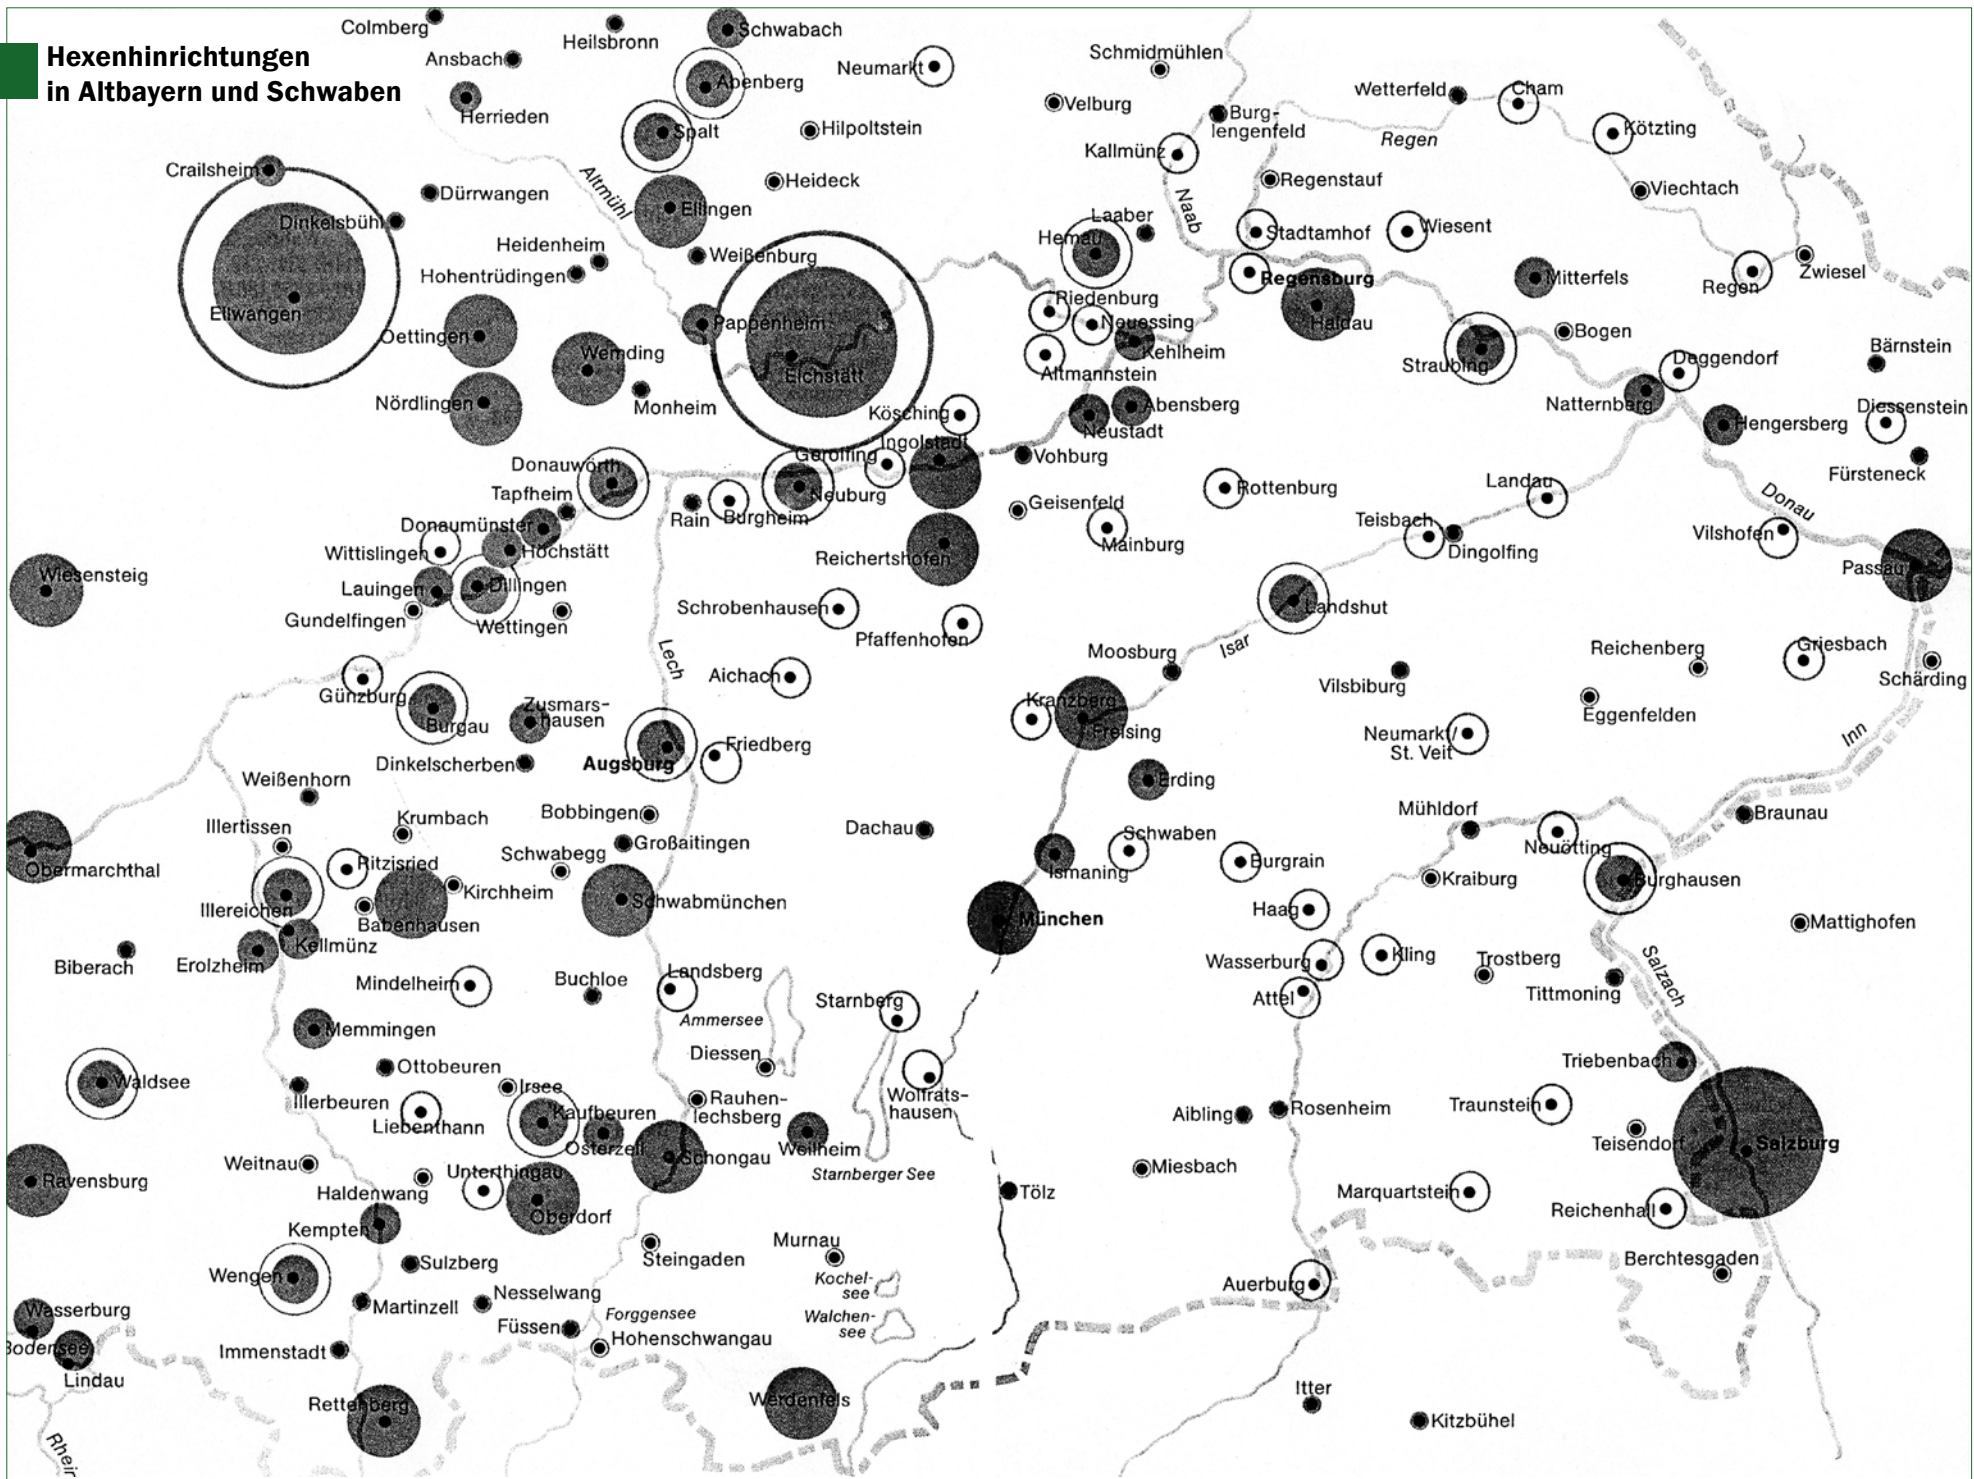 Hexenhinrichtungen
in Altbayern und Schwaben
Colmberg
Ansbach
Heilsbronn
Schwabach
Abenberg
Neumarkt
Herrieden
Spalt
Hilpoltstein
Schmidmühlen
Velburg
Burg-
lengenfeld
Wetterfeld
Cham
Regen
Kötzting
Kallmünz
Crailsheim
Dürrwangen
Altmühl
Heideck
Ellingen
Naab
Regenstauf
Viechtach
Dinkelsbühl
Heidenheim
Hohentrüdingen
Weißenburg
Laaber
Hemau
Stadtamhof
Wiesent
Regensburg
Mitterfels
Regen
Zwiesel
Ellwangen
Oettingen
Pappenheim
Riedenburg
Neuessing
Haidau
Kehlheim
Altmannstein
Straubing
Bogen
Deggendorf
Bärnstein
Wemding
Eichstätt
Nördlingen
Monheim
Kösching
Ingolstadt
Abensberg
Neustadt
Natternberg
Hengersberg
Diessenstein
Donauwörth
Gerolfing
Vohburg
Fürsteneck
Tapfheim
Rain
Burgheim
Neuburg
Geisenfeld
Rottenburg
Landau
Donau
Donaumünster
Höchstätt
Wittislingen
Reichertshofen
Mainburg
Teisbach
Dingolfing
Vilshofen
Passau
Wiesensteig
Lauingen
Dillingen
Gundelfingen
Wettingen
Schrobenhausen
Pfaffenhofen
Landshut
Isar
Lech
Moosburg
Reichenberg
Griesbach
Schärding
Günzburg
Aichach
Vilsbiburg
Eggenfelden
Burgau
Zusmars-
hausen
Kranzberg
Freising
Neumarkt/
St. Veit
Inn
Dinkelscherben
Augsburg
Friedberg
Weißenhorn
Erding
Illertissen
Krumbach
Bobbingen
Großaitingen
Dachau
Schwaben
Mühldorf
Braunau
Obermarchthal
Ritzisried
Schwabegg
Ismaning
Burgrain
Neuötting
Kirchheim
Kraiburg
Burghausen
Illereichen
Babenhausen
Schwabmünchen
München
Haag
Mattighofen
Kellmünz
Biberach
Erolzheim
Mindelheim
Buchloe
Landsberg
Wasserburg
Kling
Trostberg
Salzach
Ammersee
Starnberg
Attel
Tittmoning
Memmingen
Diessen
Ottobeuren
Waldsee
Irsee
Rauhen-
lechsberg
Wolfrats-
hausen
Triebenbach
Illerbeuren
Liebenthann
Kaufbeuren
Osterzell
Weilheim
Aibling
Rosenheim
Traunstein
Teisendorf
Salzburg
Weitnau
Unterthingau
Schongau
Starnberger See
Miesbach
Ravensburg
Haldenwang
Oberdorf
Tölz
Marquartstein
Reichenhall
Kempten
Steingaden
Murnau
Wengen
Sulzberg
Kochel-
see
Auerburg
Berchtesgaden
Wasserburg
Martinzell
Nesselwang
Forggensee
Walchen-
see
Füssen
Hohenschwangau
Bodensee
Immenstadt
Lindau
Rettenberg
Werdenfels
Itter
Kitzbühel
Rhein